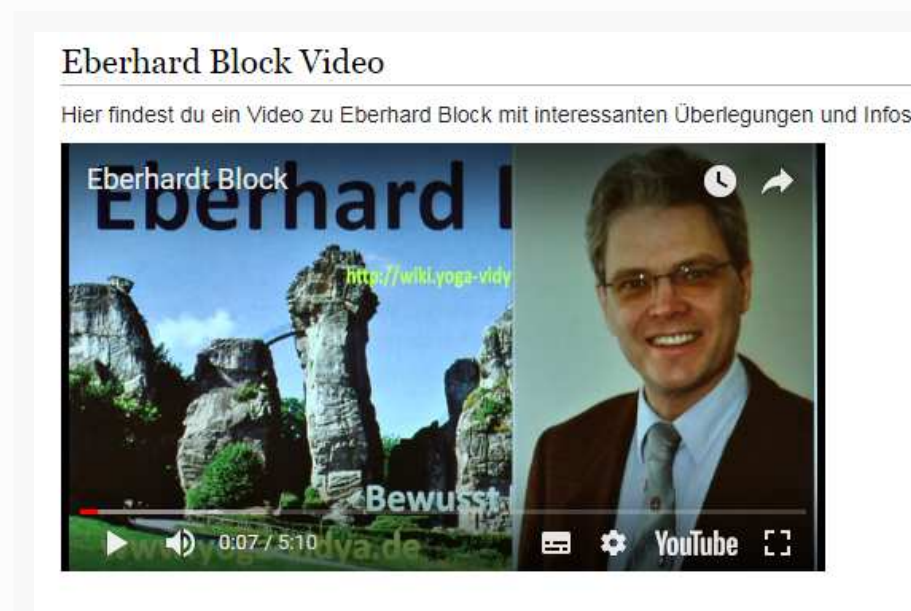 Eberhard Block Video
Hier findest du ein Video zu Eberhard Block mit interessanten Überlegungen und Infos
Eberhardt Block
Eberhard
http://wiki.yoga-vidy
Bewusst
0:07 / 5:10
YouTube